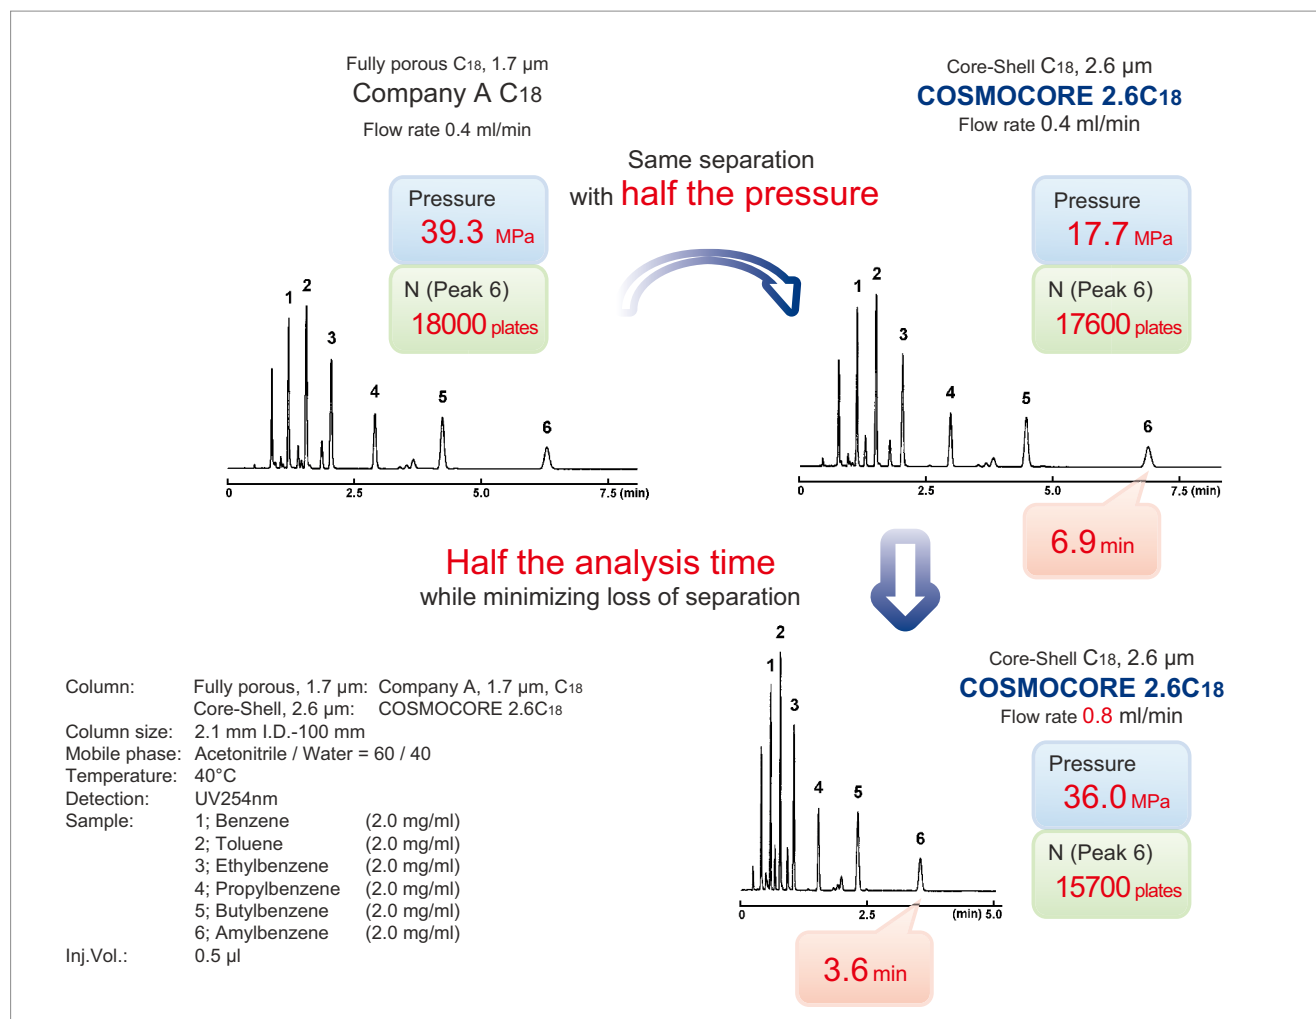 Fully porous C18, 1.7 µm
Company A C18
Flow rate 0.4 ml/min
Pressure
39.3 MPa
N (Peak 6)
18000 plates
1
2
3
4
5
6
0
2.5
5.0
7.5 (min)
Same separation
with half the pressure
Core-Shell C18, 2.6 µm
COSMOCORE 2.6C18
Flow rate 0.4 ml/min
Pressure
17.7 MPa
N (Peak 6)
17600 plates
1
2
3
4
5
6
0
2.5
5.0
7.5 (min)
6.9 min
Half the analysis time
while minimizing loss of separation
Core-Shell C18, 2.6 µm
COSMOCORE 2.6C18
Flow rate 0.8 ml/min
Pressure
36.0 MPa
N (Peak 6)
15700 plates
1
2
3
4
5
6
0
2.5
(min) 5.0
3.6 min
Column: Fully porous, 1.7 µm: Company A, 1.7 µm, C18
Core-Shell, 2.6 µm: COSMOCORE 2.6C18
Column size: 2.1 mm I.D.-100 mm
Mobile phase: Acetonitrile / Water = 60 / 40
Temperature: 40°C
Detection: UV254nm
Sample: 1; Benzene (2.0 mg/ml)
2; Toluene (2.0 mg/ml)
3; Ethylbenzene (2.0 mg/ml)
4; Propylbenzene (2.0 mg/ml)
5; Butylbenzene (2.0 mg/ml)
6; Amylbenzene (2.0 mg/ml)
Inj.Vol.: 0.5 µl